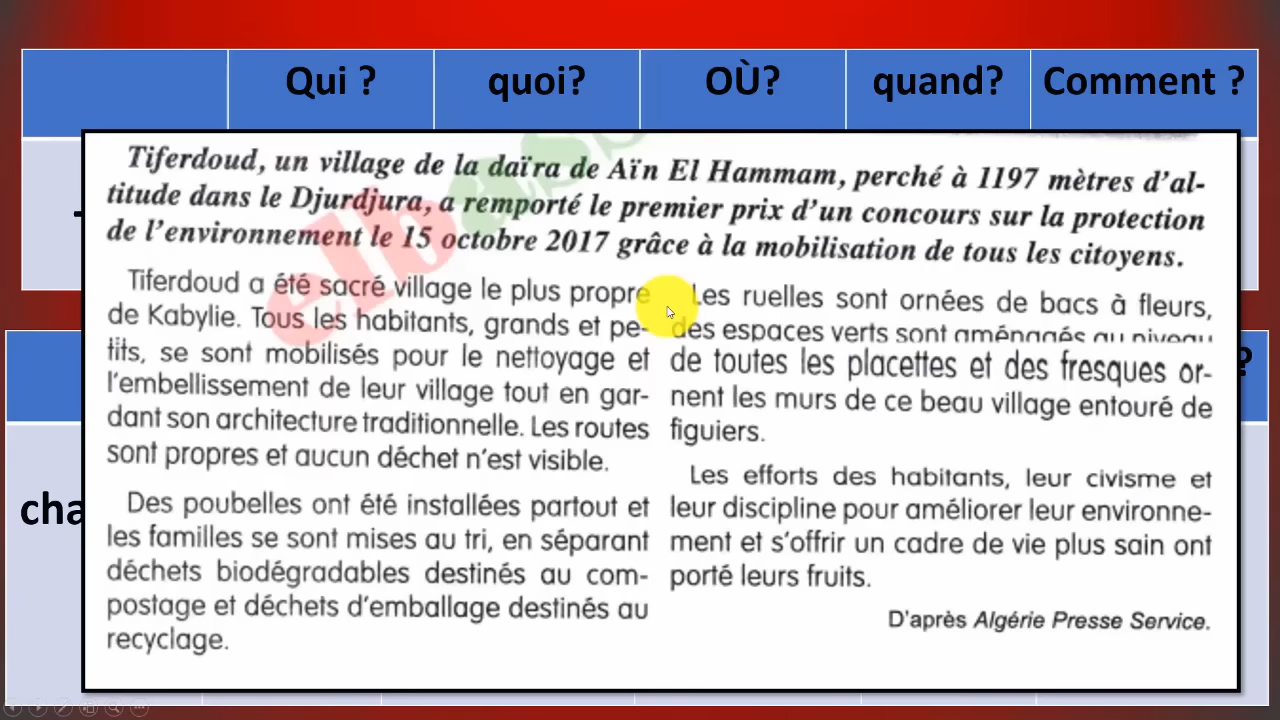 Qui ?
quoi?
OÙ?
quand?
Comment ?
Tiferdoud, un village de la daïra de Aïn El Hammam, perché à 1197 mètres d'al-
titude dans le Djurdjura, a remporté le premier prix d'un concours sur la protection
de l'environnement le 15 octobre 2017 grâce à la mobilisation de tous les citoyens.
Tiferdoud a été sacré village le plus propre
de Kabylie. Tous les habitants, grands et pe-
tits, se sont mobilisés pour le nettoyage et
l'embellissement de leur village tout en gar-
dant son architecture traditionnelle. Les routes
sont propres et aucun déchet n'est visible.
Des poubelles ont été installées partout et
les familles se sont mises au tri, en séparant
déchets biodégradables destinés au com-
postage et déchets d'emballage destinés au
recyclage.
Les ruelles sont ornées de bacs à fleurs,
des espaces verts sont aménagés au niveau
de toutes les placettes et des fresques or-
nent les murs de ce beau village entouré de
figuiers.
Les efforts des habitants, leur civisme et
leur discipline pour améliorer leur environne-
ment et s'offrir un cadre de vie plus sain ont
porté leurs fruits.
D'après Algérie Presse Service.
?
cha